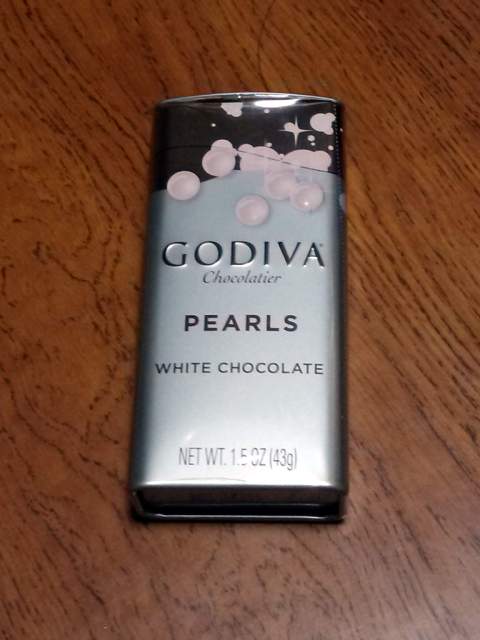 GODIVA
Chocolatier
PEARLS
WHITE CHOCOLATE
NET WT. 1.5 OZ (43g)